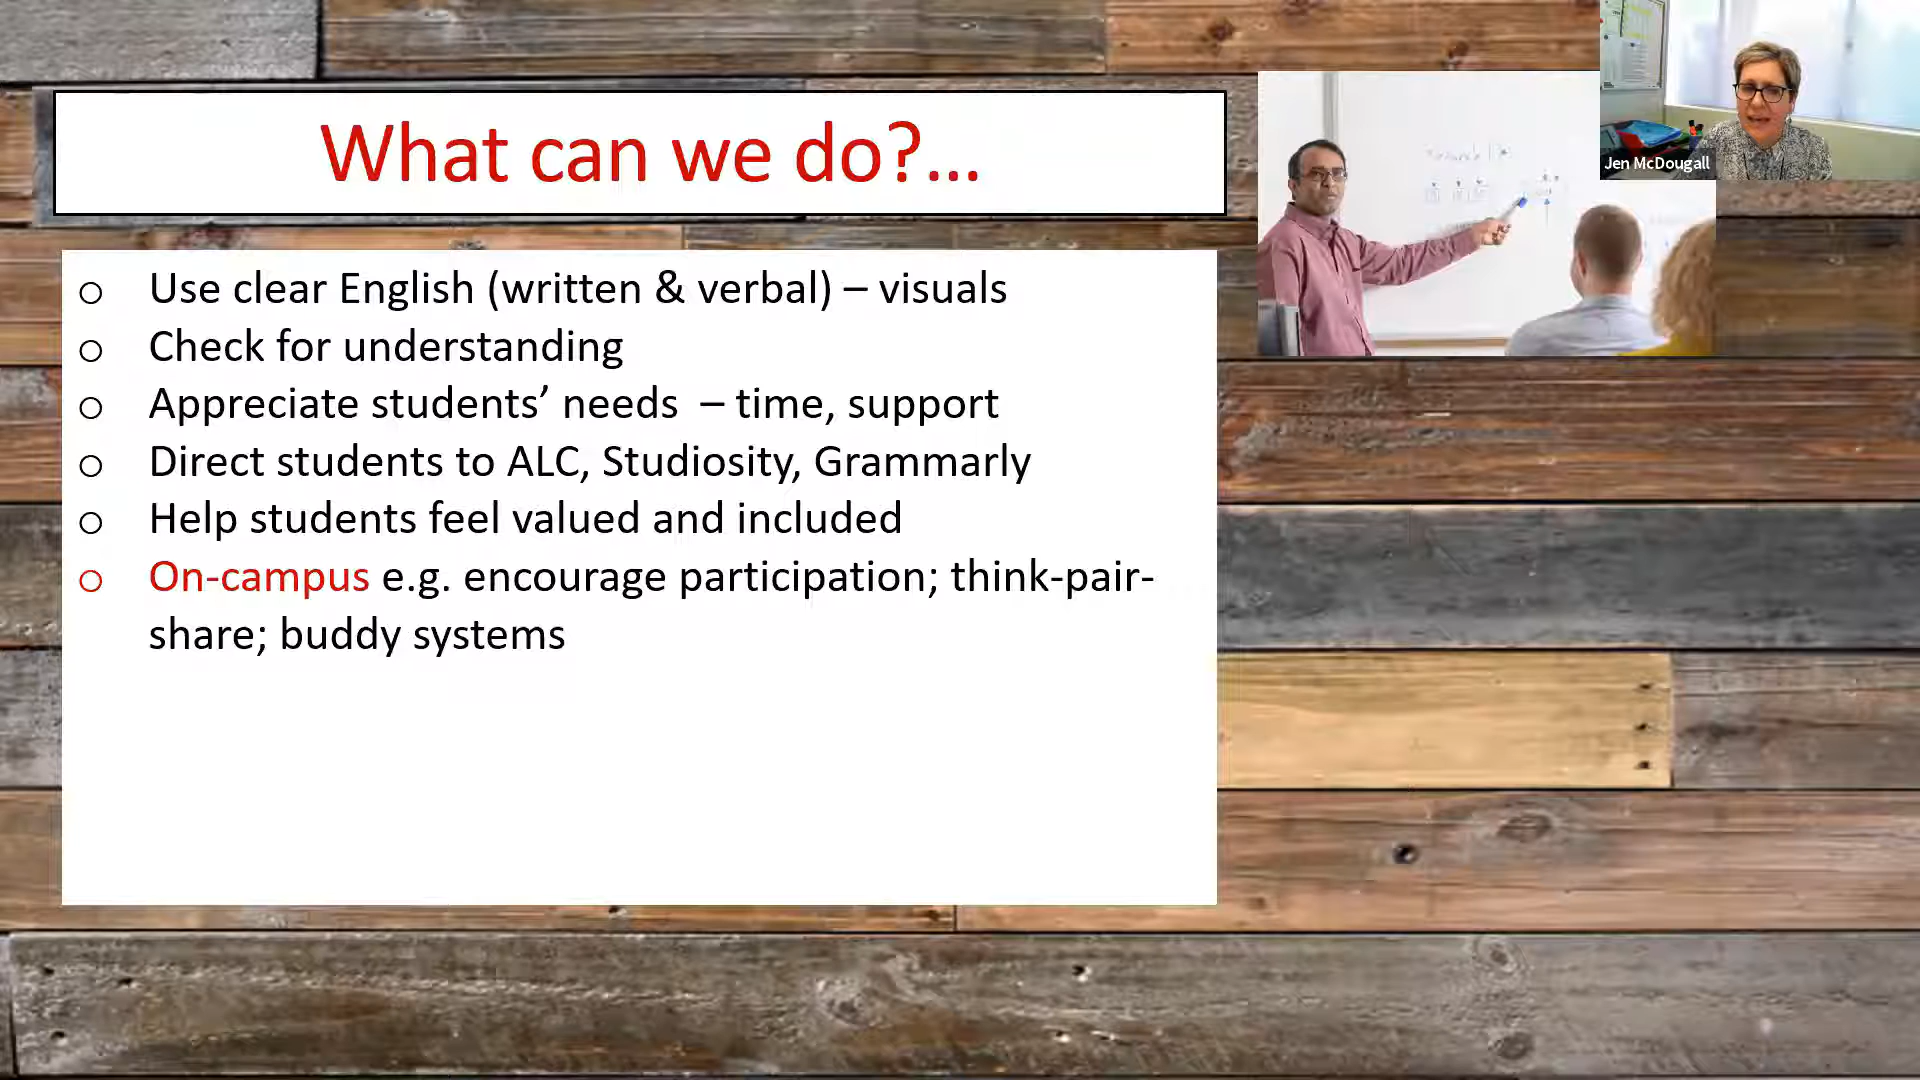 What can we do?...
Jen McDougall
o Use clear English (written & verbal) – visuals
o Check for understanding
o Appreciate students’ needs – time, support
o Direct students to ALC, Studiosity, Grammarly
o Help students feel valued and included
o On-campus e.g. encourage participation; think-pair-
share; buddy systems